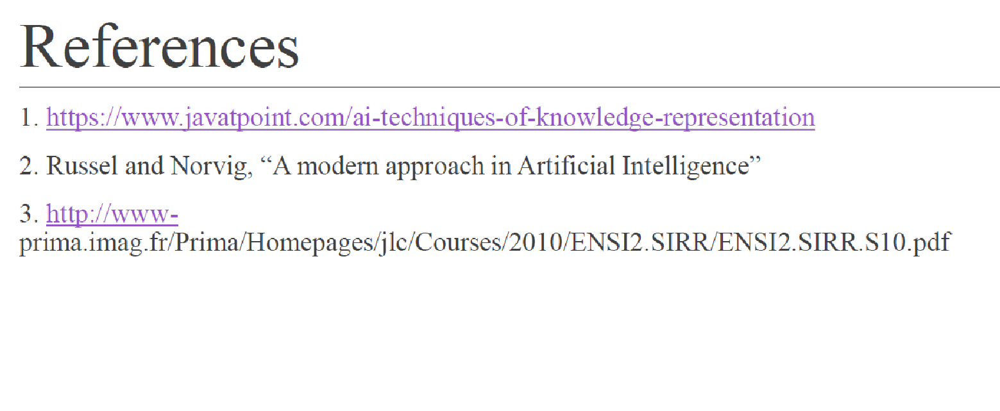 References
1. https://www.javatpoint.com/ai-techniques-of-knowledge-representation
2. Russel and Norvig, “A modern approach in Artificial Intelligence”
3. http://www-
prima.imag.fr/Prima/Homepages/jlc/Courses/2010/ENSI2.SIRR/ENSI2.SIRR.S10.pdf